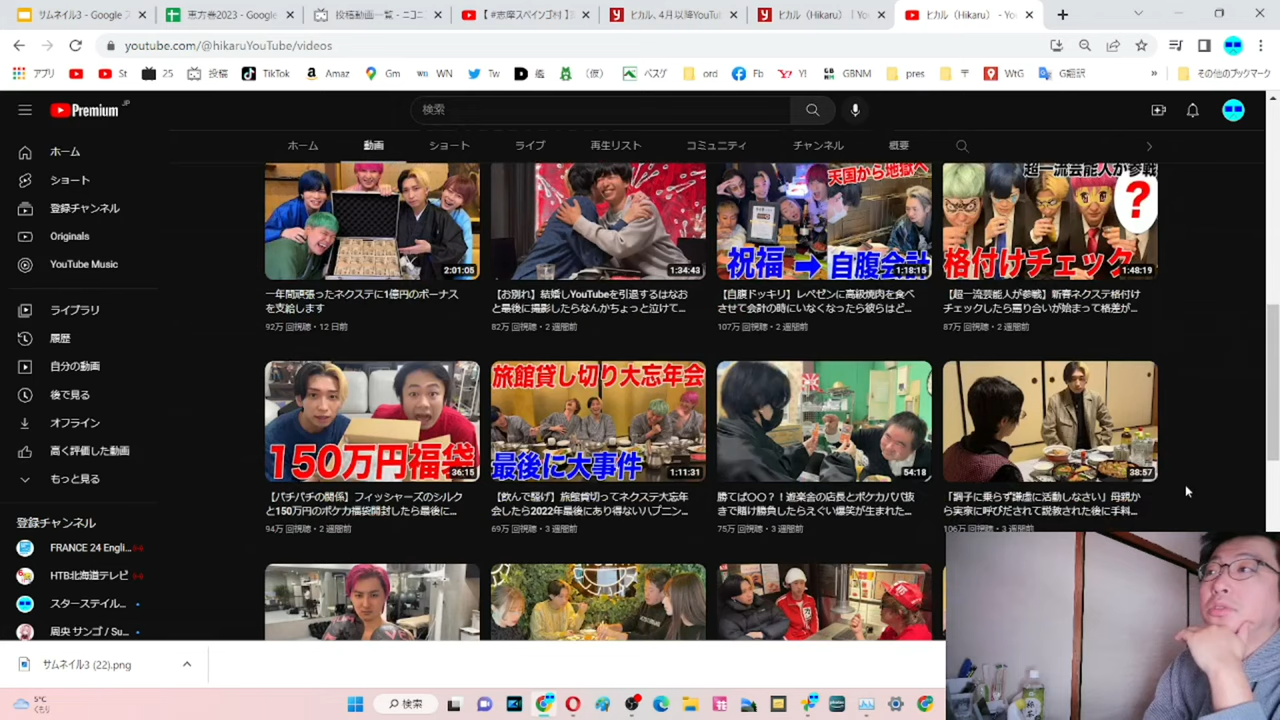 サムネイル3 - Google ス
恵方巻2023 - Google
投稿動画一覧 - ニコニコ
【 #志摩スペイン村 】
ヒカル、4月以降YouTu
ヒカル（Hikaru）（ You
ヒカル（Hikaru） - Yo
youtube.com/@hikaruYouTube/videos
アプリ
St
25
投稿
TikTok
Amaz
Gm
WN
Tw
艦
（仮）
バスゲ
ord
Fb
Y!
GBNM
pres
〒
WtG
G翻訳
その他のブックマーク
Premium
JP
検索
ホーム
動画
ショート
ライブ
再生リスト
コミュニティ
チャンネル
概要
ホーム
ショート
登録チャンネル
Originals
YouTube Music
ライブラリ
履歴
自分の動画
後で見る
オフライン
高く評価した動画
もっと見る
登録チャンネル
FRANCE 24 Engli...
HTB北海道テレビ
スターステイル...
周央 サンゴ / Su...
2:01:05
1:34:43
天国から地獄へ
祝福→自腹会計
1:18:15
超一流芸能人が参戦
?
格付けチェック
1:48:19
一年間頑張ったネクステに1億円のボーナス
を支給します
92万 回視聴・12 日前
【お別れ】結婚しYouTubeを引退するはなお
と最後に撮影したらなんかちょっと泣けて...
82万 回視聴・2 週間前
【自腹ドッキリ】レペゼンに高級焼肉を食べ
させて会計の時にいなくなったら彼らはど...
107万 回視聴・2 週間前
【超一流芸能人が参戦】新春ネクステ格付け
チェックしたら罵り合いが始まって格差が...
87万 回視聴・2 週間前
150万円福袋
36:15
旅館貸し切り大忘年会
最後に大事件
1:11:31
54:18
38:57
【バチバチの関係】フィッシャーズのシルク
と150万円のポケカ福袋開封したら最後に...
94万 回視聴・2 週間前
【飲んで騒げ】旅館貸切ってネクステ大忘年
会したら2022年最後にあり得ないハプニン...
69万 回視聴・3 週間前
勝てば〇〇？！遊楽舎の店長とポケカババ抜
きで賭け勝負したらえぐい爆笑が生まれた...
75万 回視聴・3 週間前
「調子に乗らず謙虚に活動しなさい」母親か
ら実家に呼びだされて説教された後に手料...
106万 回視聴・3 週間前
サムネイル3 (22).png
5°C
くもり
検索